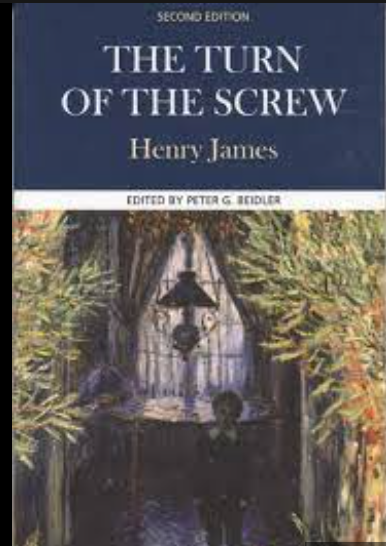 SECOND EDITION
THE TURN
OF THE SCREW
Henry James
EDITED BY PETER G. BEIDLER